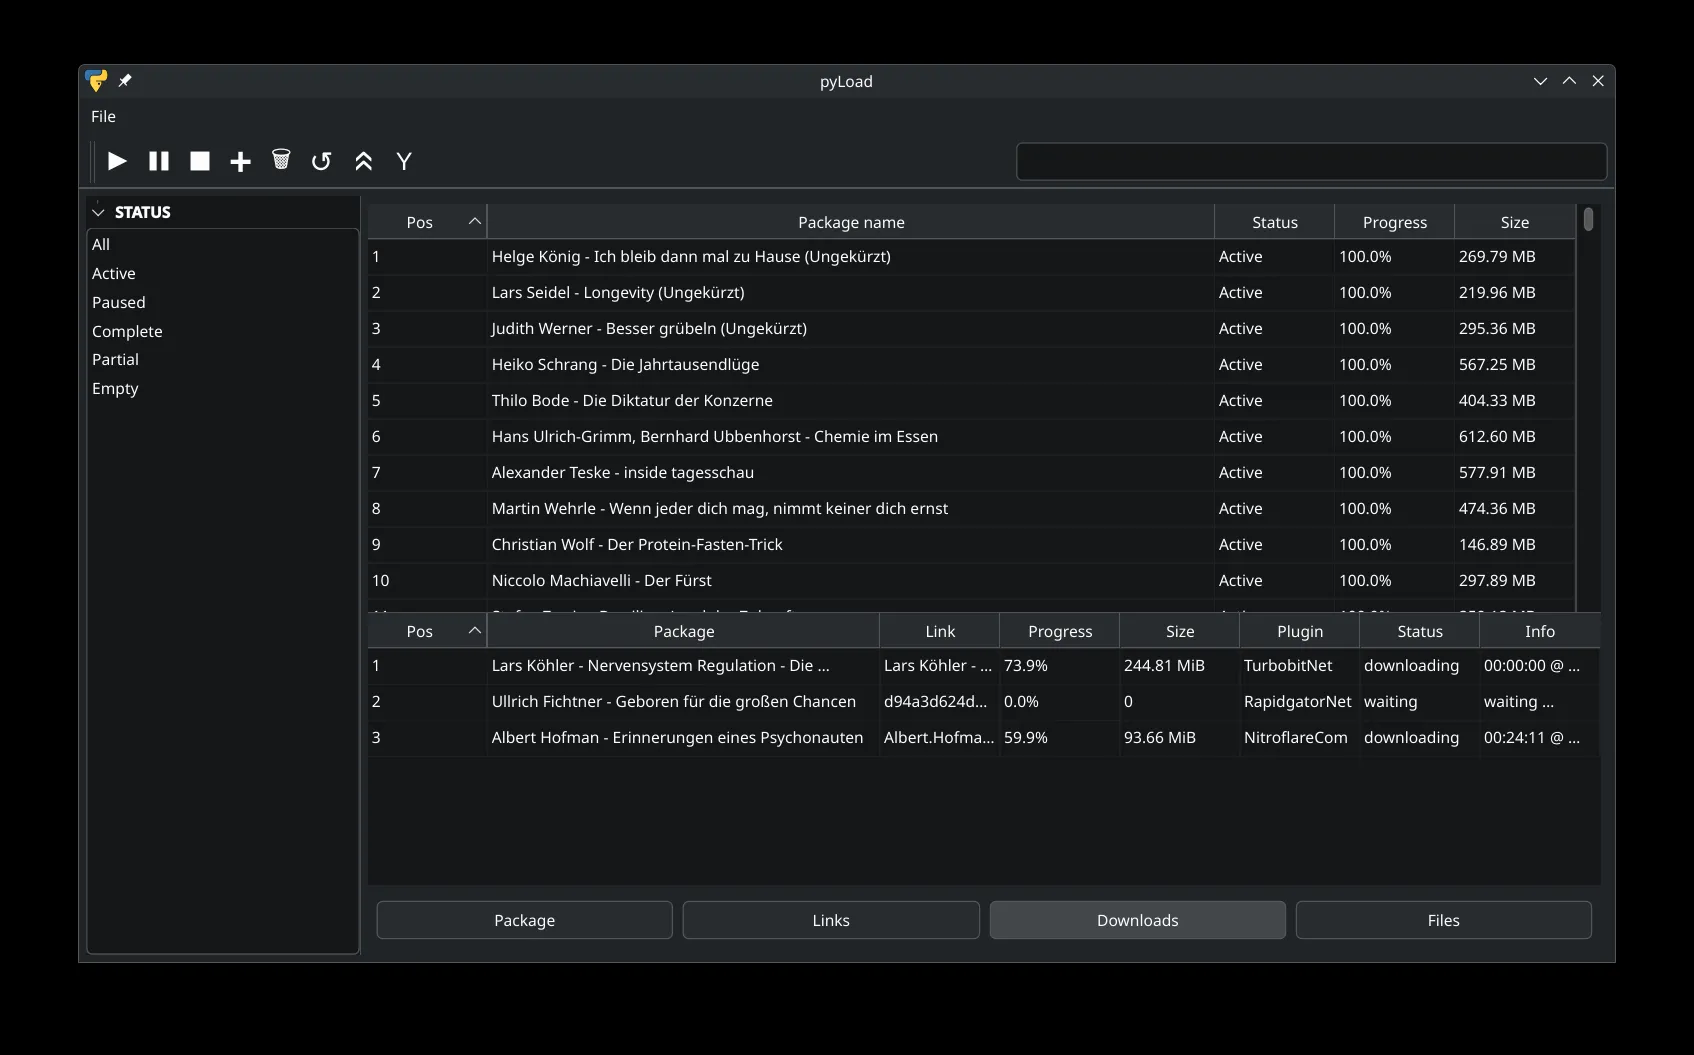 pyLoad
File
Y
STATUS
All
Active
Paused
Complete
Partial
Empty
Pos Package name Status Progress Size
1 Helge König - Ich bleib dann mal zu Hause (Ungekürzt) Active 100.0% 269.79 MB
2 Lars Seidel - Longevity (Ungekürzt) Active 100.0% 219.96 MB
3 Judith Werner - Besser grübeln (Ungekürzt) Active 100.0% 295.36 MB
4 Heiko Schrang - Die Jahrtausendlüge Active 100.0% 567.25 MB
5 Thilo Bode - Die Diktatur der Konzerne Active 100.0% 404.33 MB
6 Hans Ulrich-Grimm, Bernhard Ubbenhorst - Chemie im Essen Active 100.0% 612.60 MB
7 Alexander Teske - inside tagesschau Active 100.0% 577.91 MB
8 Martin Wehrle - Wenn jeder dich mag, nimmt keiner dich ernst Active 100.0% 474.36 MB
9 Christian Wolf - Der Protein-Fasten-Trick Active 100.0% 146.89 MB
10 Niccolo Machiavelli - Der Fürst Active 100.0% 297.89 MB
Pos Package Link Progress Size Plugin Status Info
1 Lars Köhler - Nervensystem Regulation - Die ... Lars Köhler - ... 73.9% 244.81 MiB TurbobitNet downloading 00:00:00 @ ...
2 Ullrich Fichtner - Geboren für die großen Chancen d94a3d624d... 0.0% 0 RapidgatorNet waiting waiting ...
3 Albert Hofman - Erinnerungen eines Psychonauten Albert.Hofma... 59.9% 93.66 MiB NitroflareCom downloading 00:24:11 @ ...
Package Links Downloads Files